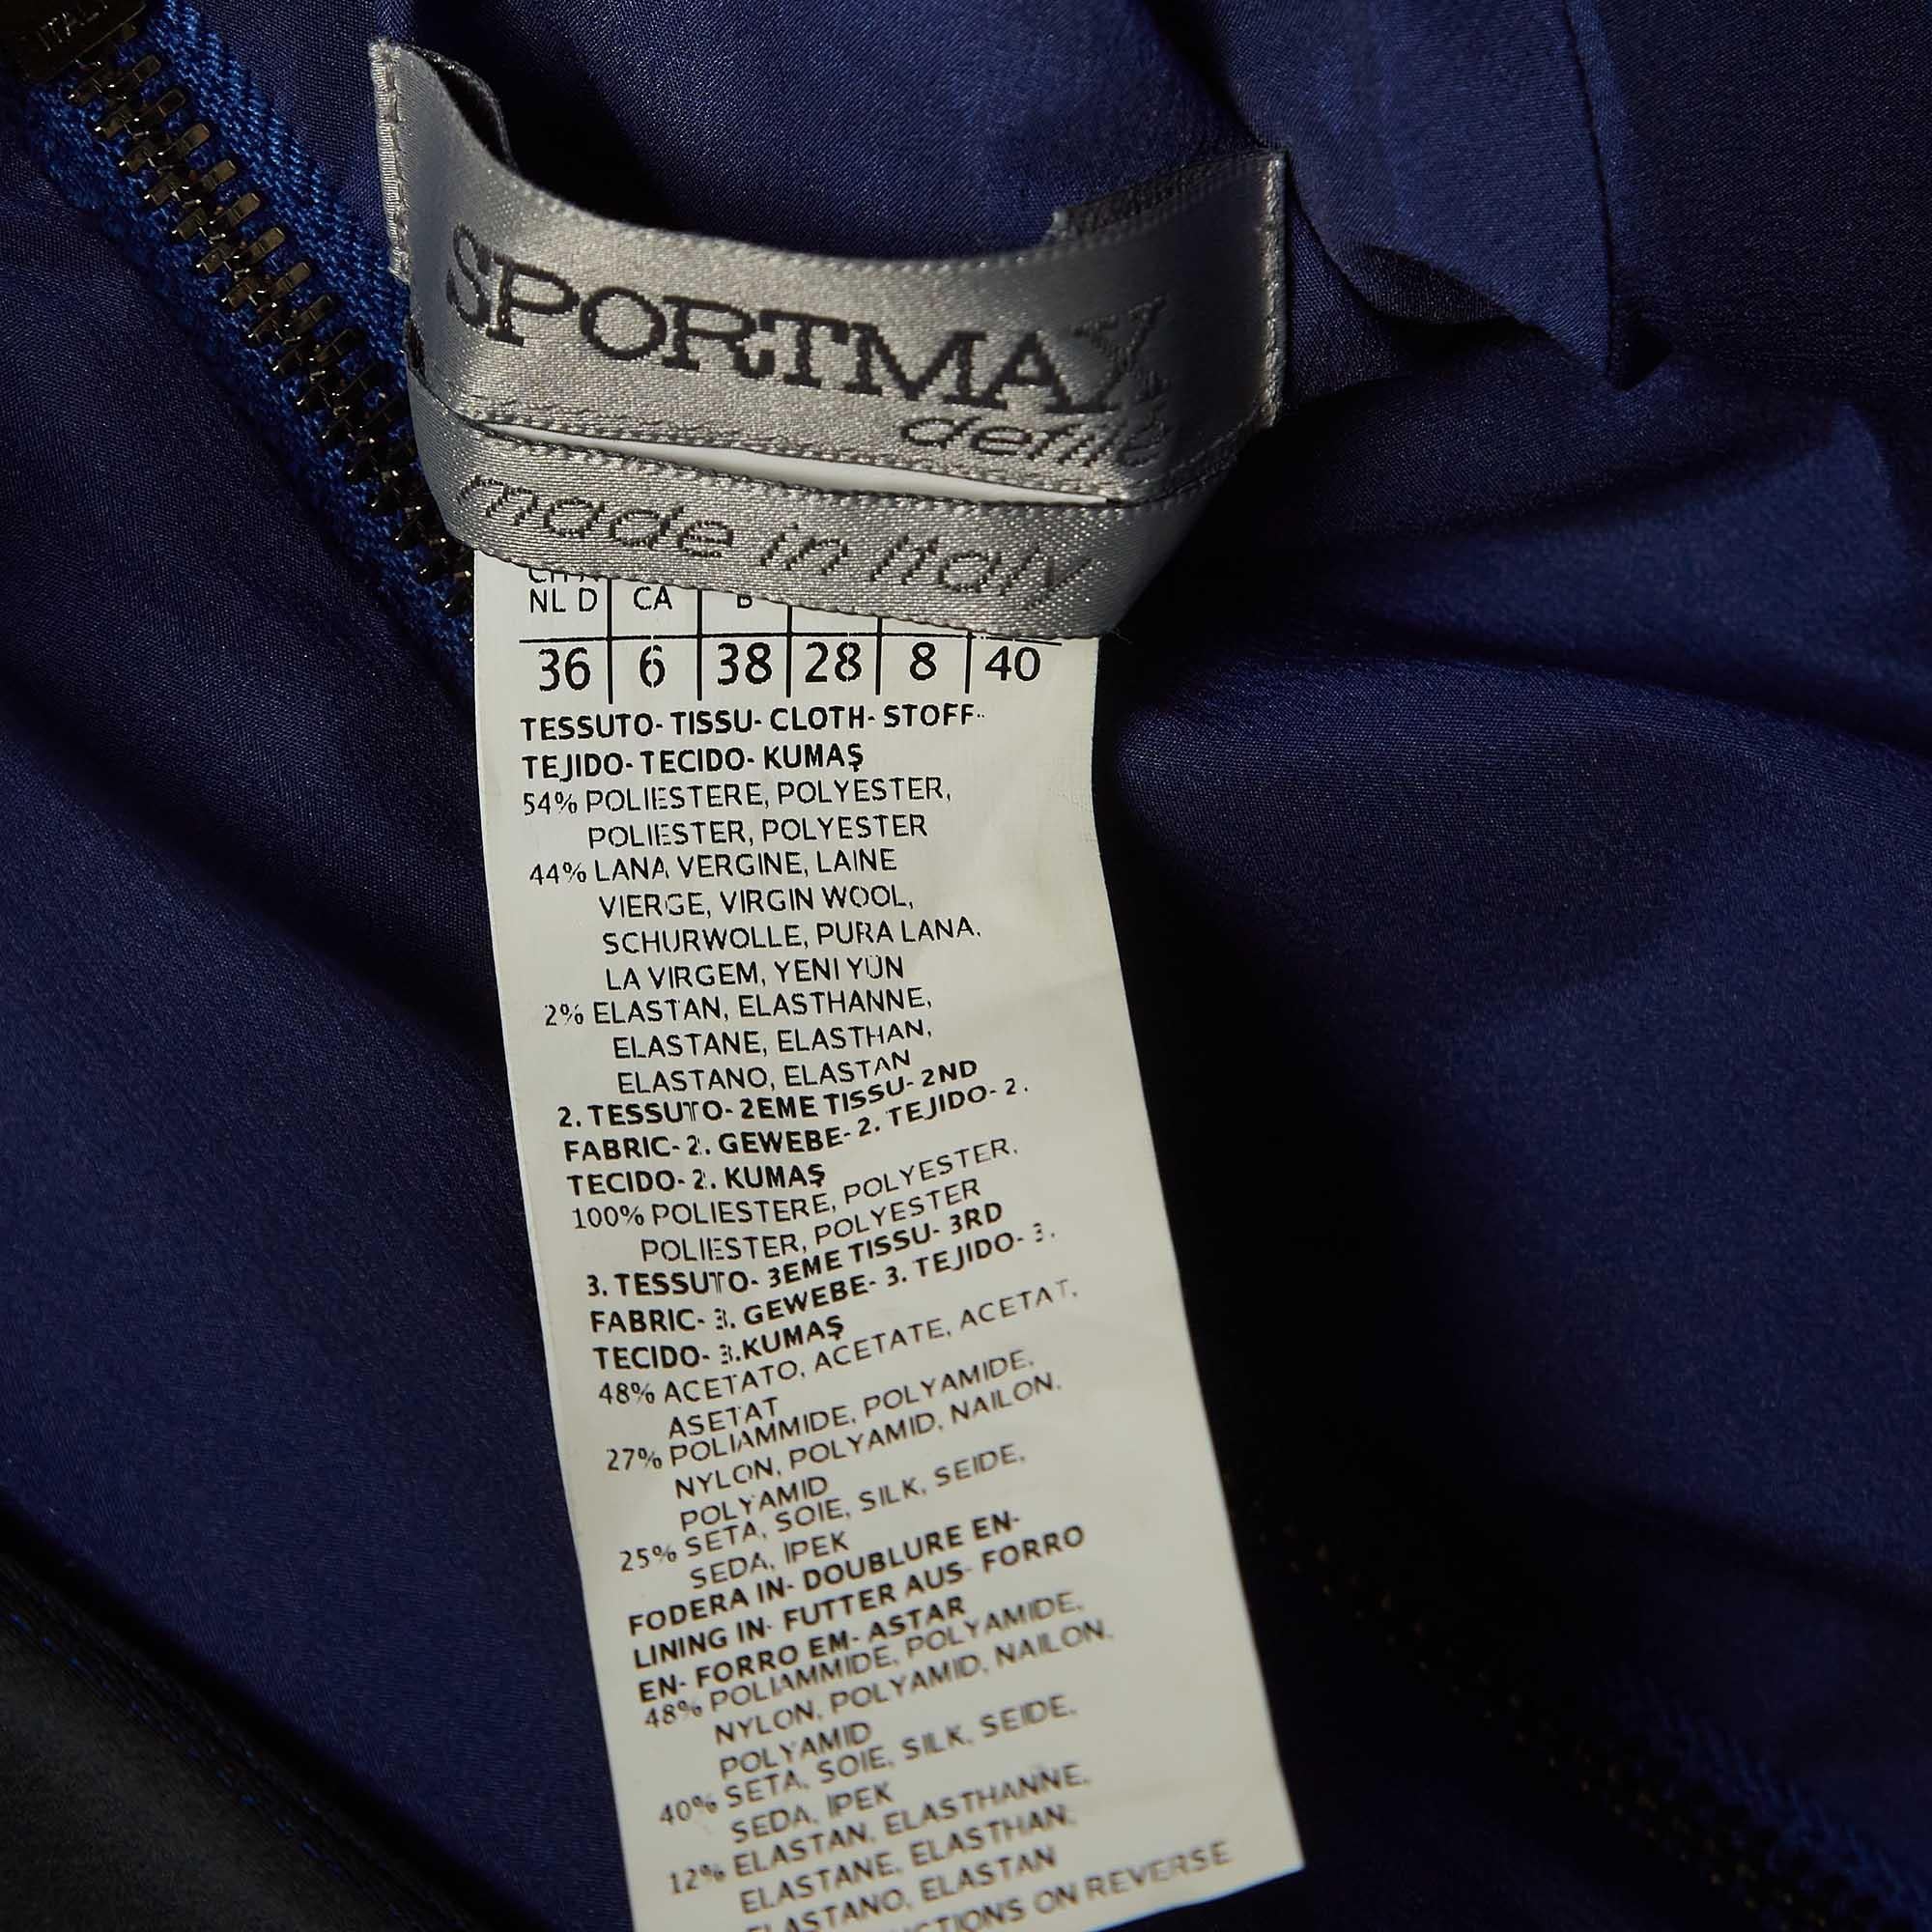 SPORTMAX
defilé
made in Italy
NL D CA B
36 6 38 28 8 40
TESSUTO- TISSU- CLOTH- STOFF-
TEJIDO- TECIDO- KUMAŞ
54% POLIESTERE, POLYESTER,
POLIESTER, POLYESTER
44% LANA VERGINE, LAINE
VIERGE, VIRGIN WOOL,
SCHURWOLLE, PURA LANA,
LA VIRGEM, YENI YÜN
2% ELASTAN, ELASTHANNE,
ELASTANE, ELASTHAN,
ELASTANO, ELASTAN
2. TESSUTO- 2EME TISSU- 2ND
FABRIC- 2. GEWEBE- 2. TEJIDO- 2.
TECIDO- 2. KUMAŞ
100% POLIESTERE, POLYESTER,
POLIESTER, POLYESTER
3. TESSUTO- 3EME TISSU- 3RD
FABRIC- 3. GEWEBE- 3. TEJIDO- 3.
TECIDO- 3.KUMAŞ
48% ACETATO, ACETATE, ACETAT,
ASETAT
27% POLIAMMIDE, POLYAMIDE,
NYLON, POLYAMID, NAILON,
POLYAMID
25% SETA, SOIE, SILK, SEIDE,
SEDA, IPEK
FODERA IN- DOUBLURE EN-
LINING IN- FUTTER AUS- FORRO
EN- FORRO EM- ASTAR
48% POLIAMMIDE, POLYAMIDE,
NYLON, POLYAMID, NAILON,
POLYAMID
40% SETA, SOIE, SILK, SEIDE,
SEDA, IPEK
12% ELASTAN, ELASTHANNE,
ELASTANE, ELASTHAN,
ELASTANO, ELASTAN
ON REVERSE